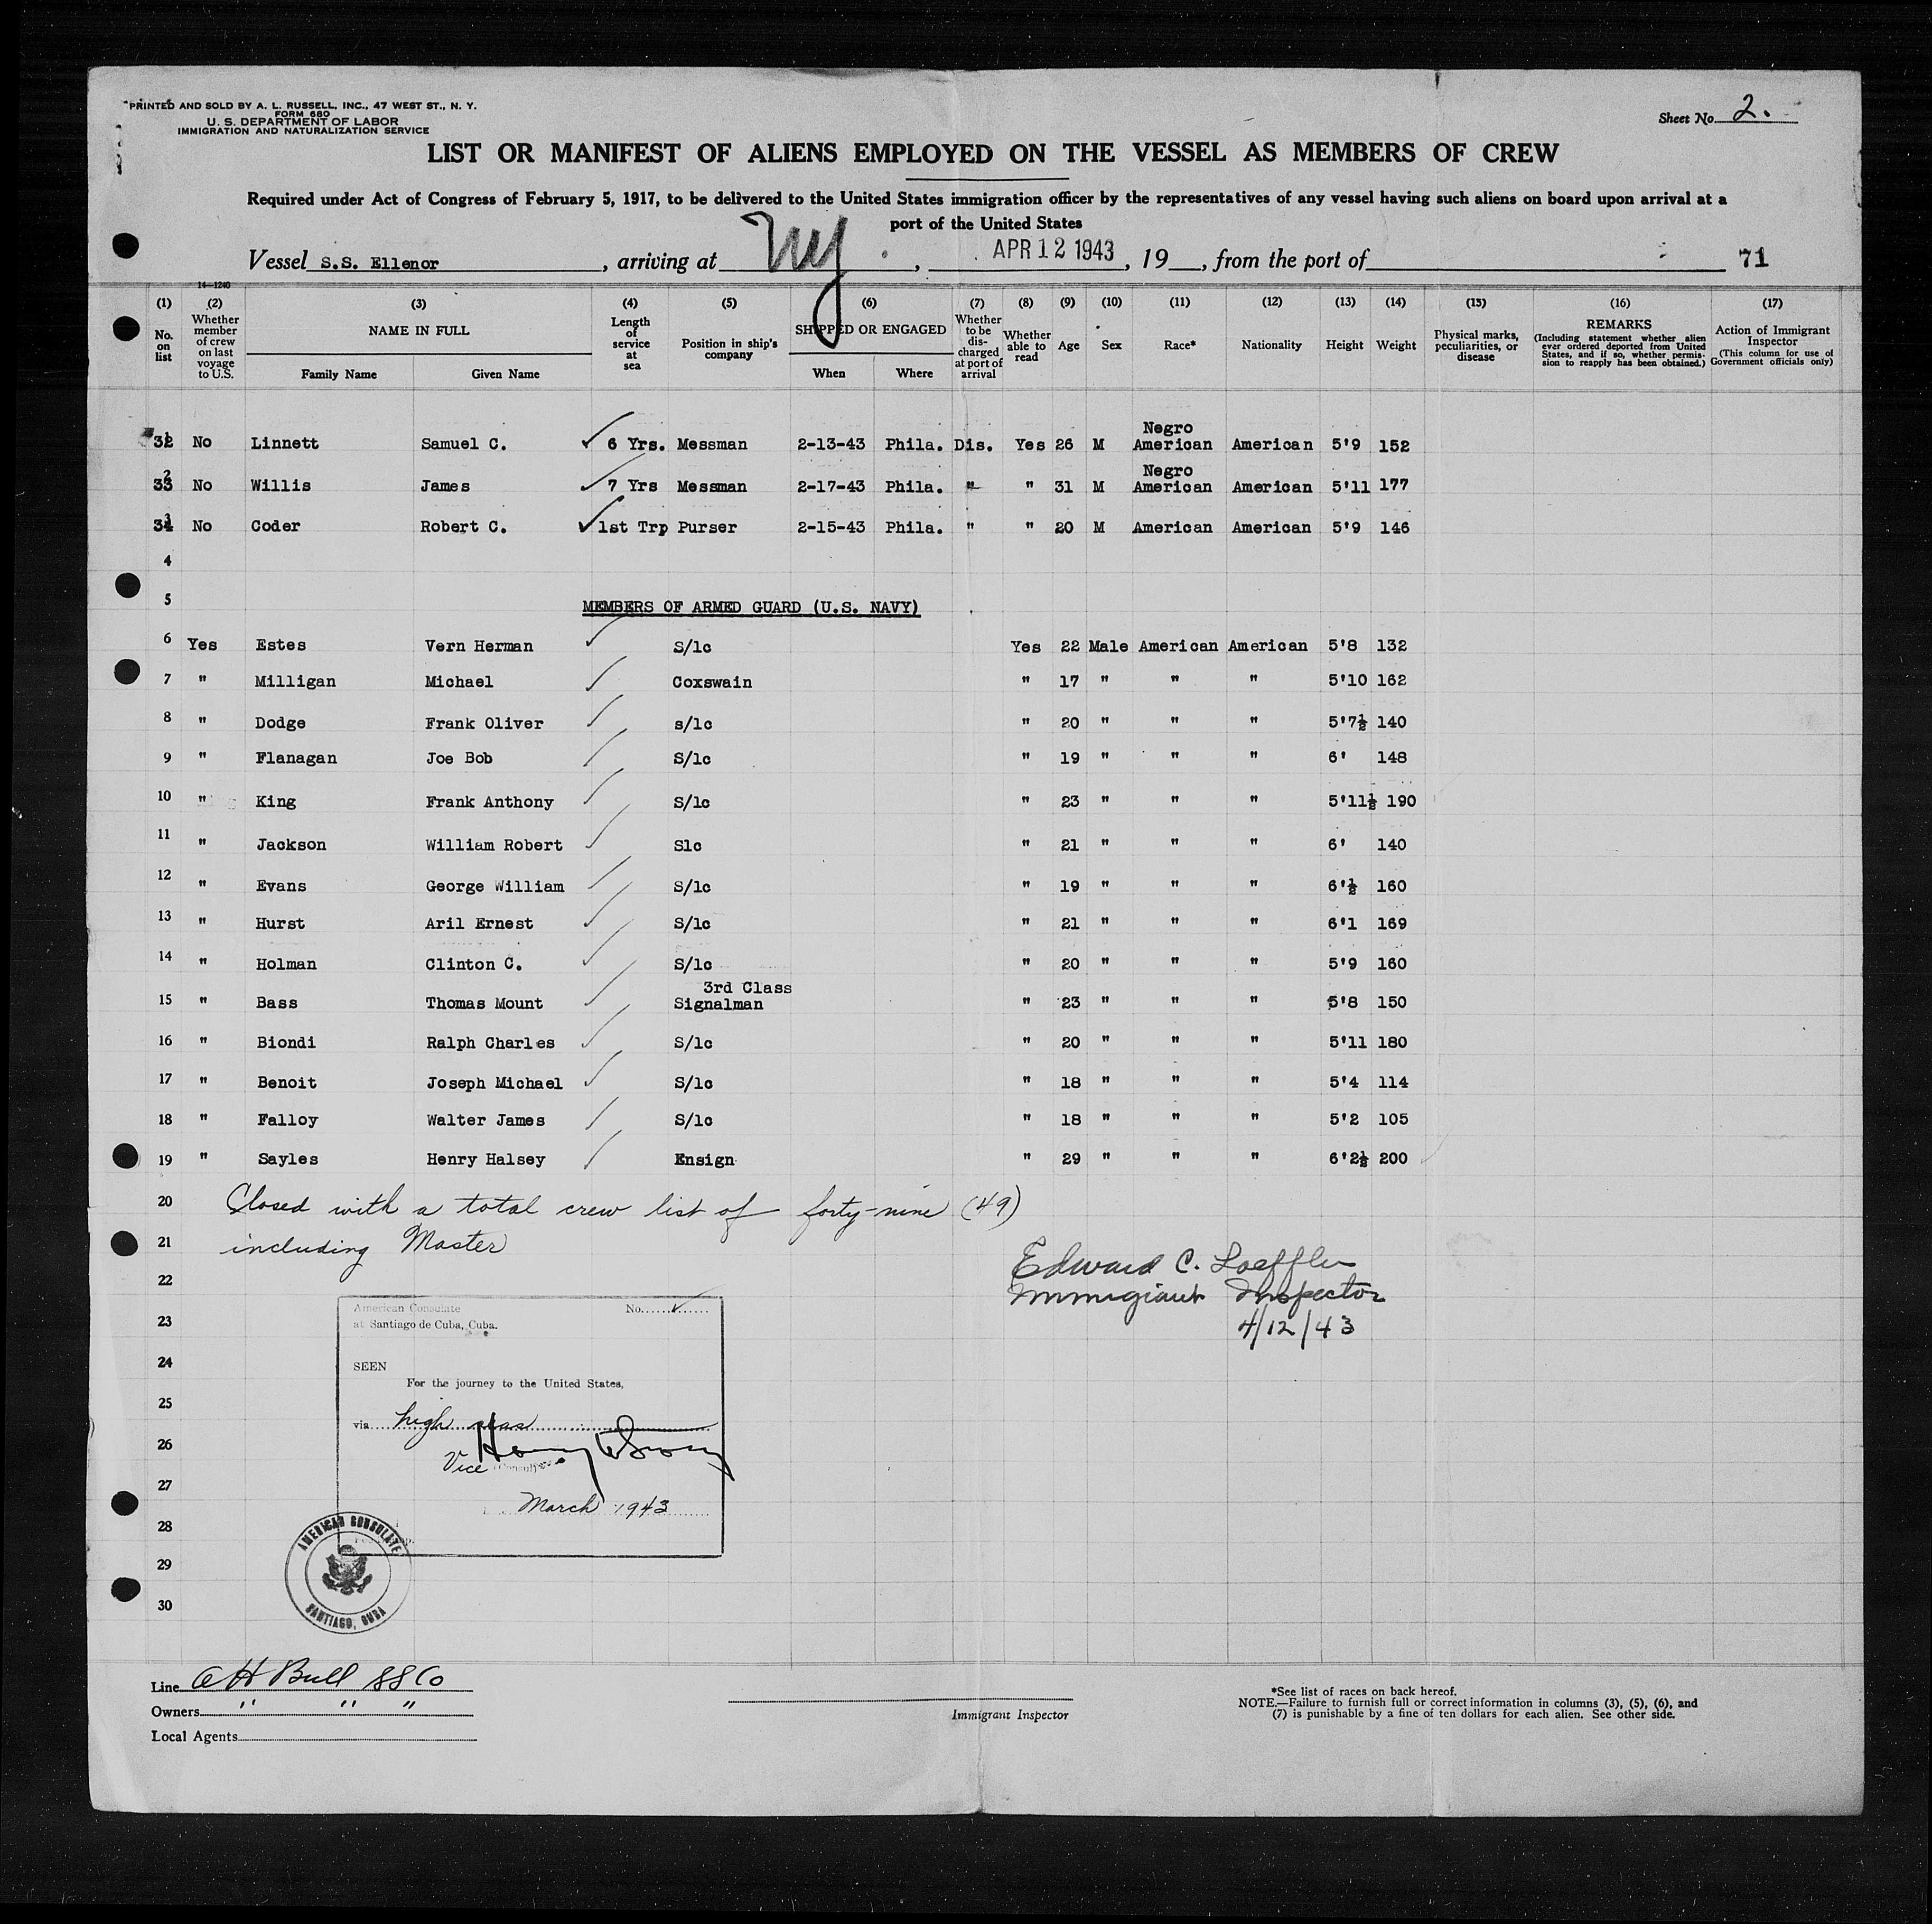 PRINTED AND SOLD BY A. L. RUSSELL, INC., 47 WEST ST., N. Y.
FORM 680
U. S. DEPARTMENT OF LABOR
IMMIGRATION AND NATURALIZATION SERVICE
Sheet No. 2.
LIST OR MANIFEST OF ALIENS EMPLOYED ON THE VESSEL AS MEMBERS OF CREW
Required under Act of Congress of February 5, 1917, to be delivered to the United States immigration officer by the representatives of any vessel having such aliens on board upon arrival at a
port of the United States
Vessel S.S. Ellenor, arriving at NY., APR 12 1943, 19__, from the port of 71
14—1240
(1) (2) (3) (4) (5) (6) (7) (8) (9) (10) (11) (12) (13) (14) (15) (16) (17)
No. on list
Whether member of crew on last voyage to U.S.
NAME IN FULL
Family Name Given Name
Length of service at sea
Position in ship's company
SHIPPED OR ENGAGED
When Where
Whether to be discharged at port of arrival
Whether able to read
Age
Sex
Race*
Nationality
Height
Weight
Physical marks, peculiarities, or disease
REMARKS
(Including statement whether alien ever ordered deported from United States, and if so, whether permission to reapply has been obtained.)
Action of Immigrant Inspector
(This column for use of Government officials only)
32 1 No Linnett Samuel C. 6 Yrs. Messman 2-13-43 Phila. Dis. Yes 26 M Negro American American 5'9 152
33 2 No Willis James 7 Yrs Messman 2-17-43 Phila. " " 31 M Negro American American 5'11 177
34 3 No Coder Robert C. 1st Trp Purser 2-15-43 Phila. " " 20 M American American 5'9 146
4
5 MEMBERS OF ARMED GUARD (U.S. NAVY)
6 Yes Estes Vern Herman S/1c Yes 22 Male American American 5'8 132
7 " Milligan Michael Coxswain " 17 " " " 5'10 162
8 " Dodge Frank Oliver s/1c " 20 " " " 5'7½ 140
9 " Flanagan Joe Bob S/1c " 19 " " " 6' 148
10 " King Frank Anthony S/1c " 23 " " " 5'11½ 190
11 " Jackson William Robert S1c " 21 " " " 6' 140
12 " Evans George William S/1c " 19 " " " 6'½ 160
13 " Hurst Aril Ernest S/1c " 21 " " " 6'1 169
14 " Holman Clinton C. S/1c " 20 " " " 5'9 160
15 " Bass Thomas Mount 3rd Class Signalman " 23 " " " 5'8 150
16 " Biondi Ralph Charles S/1c " 20 " " " 5'11 180
17 " Benoit Joseph Michael S/1c " 18 " " " 5'4 114
18 " Falloy Walter James S/1c " 18 " " " 5'2 105
19 " Sayles Henry Halsey Ensign " 29 " " " 6'2½ 200
20 Closed with a total crew list of forty-nine (49)
21 including Master
Edward C. Loeffler
Immigrant Inspector
4/12/43
22
23
24
25
26
27
28
29
30
American Consulate No.
at Santiago de Cuba, Cuba.
SEEN
For the journey to the United States,
via high seas
Vice (Consul)
March 1943
AMERICAN CONSULATE
SANTIAGO, CUBA
Line A H Bull SS Co
Owners " " "
Local Agents
Immigrant Inspector
*See list of races on back hereof.
NOTE.—Failure to furnish full or correct information in columns (3), (5), (6), and
(7) is punishable by a fine of ten dollars for each alien. See other side.